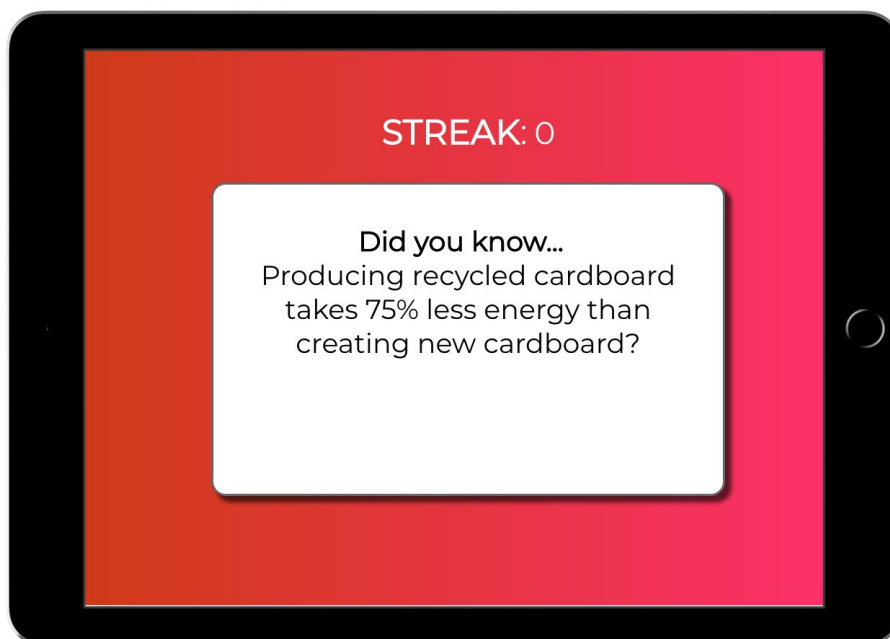 STREAK: 0
Did you know...
Producing recycled cardboard
takes 75% less energy than
creating new cardboard?